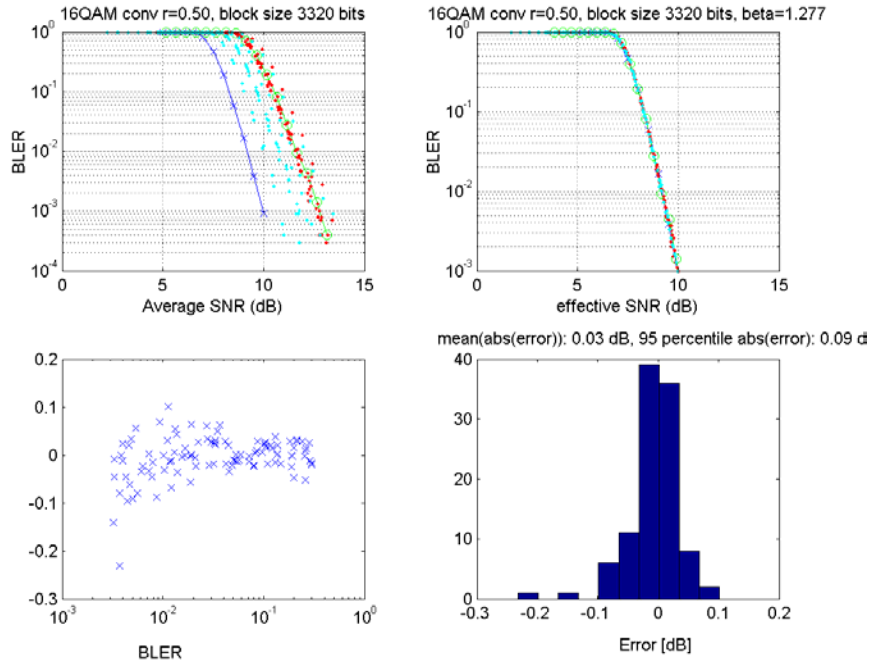 16QAM conv r=0.50, block size 3320 bits
BLER
10^0
10^-1
10^-2
10^-3
10^-4
0 5 10 15
Average SNR (dB)
16QAM conv r=0.50, block size 3320 bits, beta=1.277
BLER
10^0
10^-1
10^-2
10^-3
0 5 10 15
effective SNR (dB)
0.2
0.1
0
-0.1
-0.2
-0.3
10^-3 10^-2 10^-1 10^0
BLER
mean(abs(error)): 0.03 dB, 95 percentile abs(error): 0.09 d
40
30
20
10
0
-0.3 -0.2 -0.1 0 0.1 0.2
Error [dB]